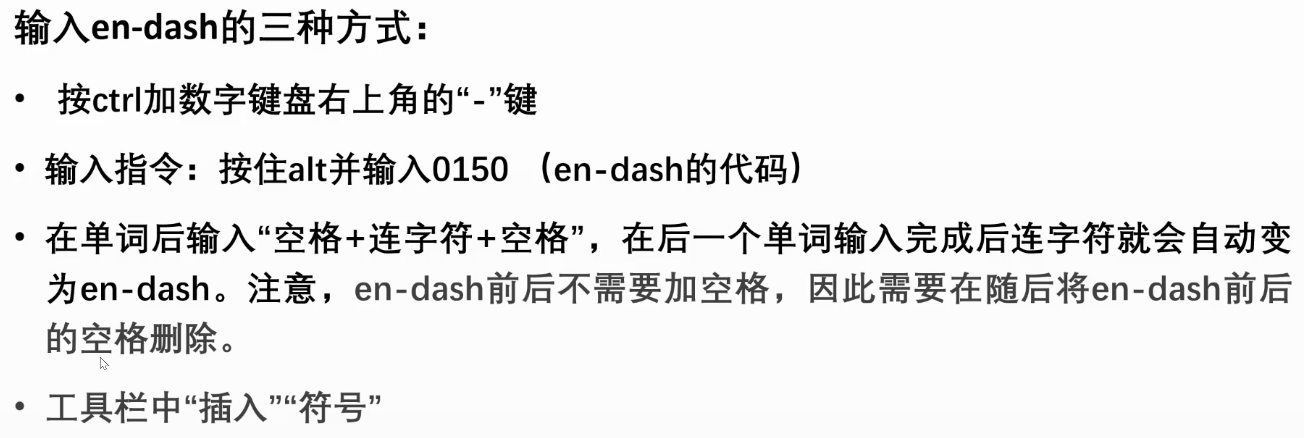 输入en-dash的三种方式：
• 按ctrl加数字键盘右上角的“-”键
• 输入指令：按住alt并输入0150 （en-dash的代码）
• 在单词后输入“空格+连字符+空格”，在后一个单词输入完成后连字符就会自动变
为en-dash。注意，en-dash前后不需要加空格，因此需要在随后将en-dash前后
的空格删除。
• 工具栏中“插入”“符号”